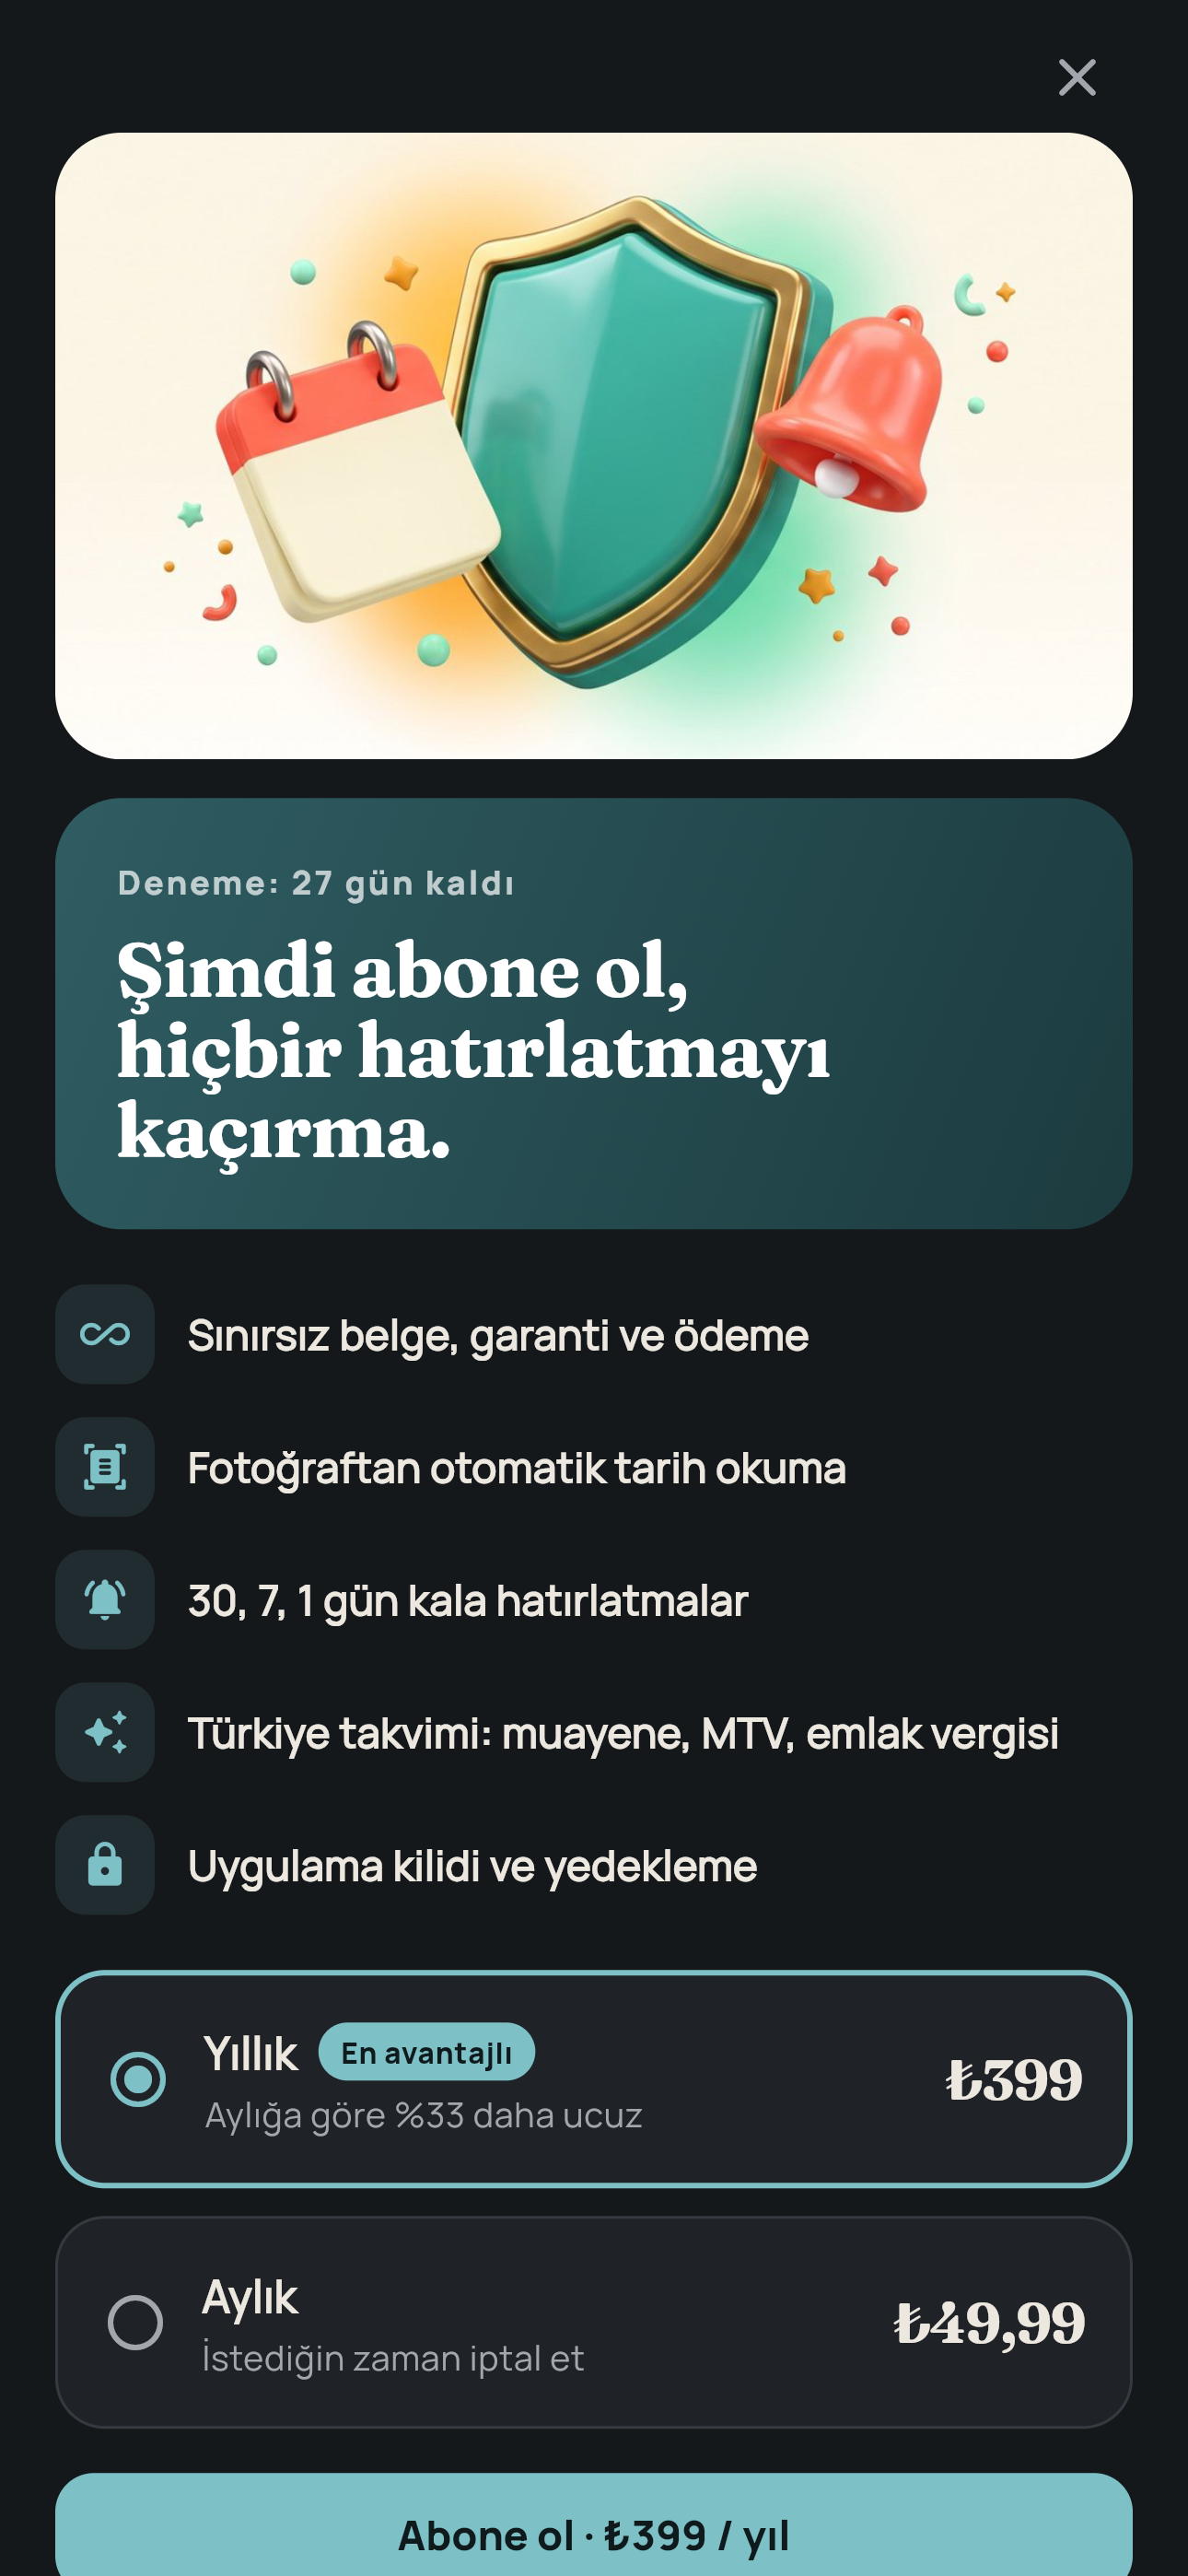 Deneme: 27 gün kaldı
Şimdi abone ol,
hiçbir hatırlatmayı
kaçırma.
Sınırsız belge, garanti ve ödeme
Fotoğraftan otomatik tarih okuma
30, 7, 1 gün kala hatırlatmalar
Türkiye takvimi: muayene, MTV, emlak vergisi
Uygulama kilidi ve yedekleme
Yıllık En avantajlı
₺399
Aylığa göre %33 daha ucuz
Aylık
₺49,99
İstediğin zaman iptal et
Abone ol · ₺399 / yıl